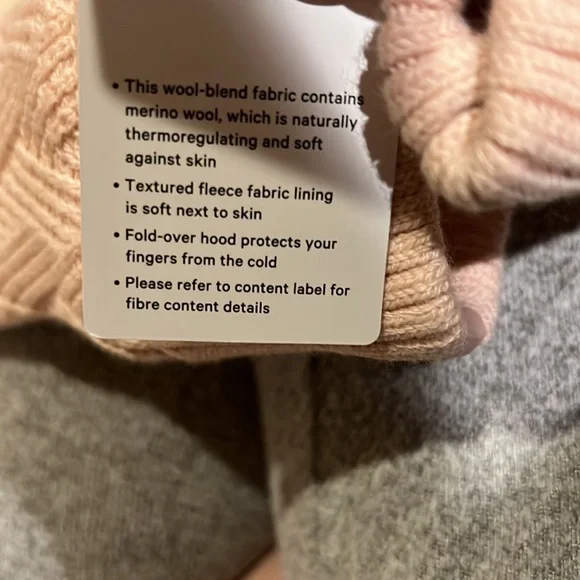 • This wool-blend fabric contains
merino wool, which is naturally
thermoregulating and soft
against skin
• Textured fleece fabric lining
is soft next to skin
• Fold-over hood protects your
fingers from the cold
• Please refer to content label for
fibre content details